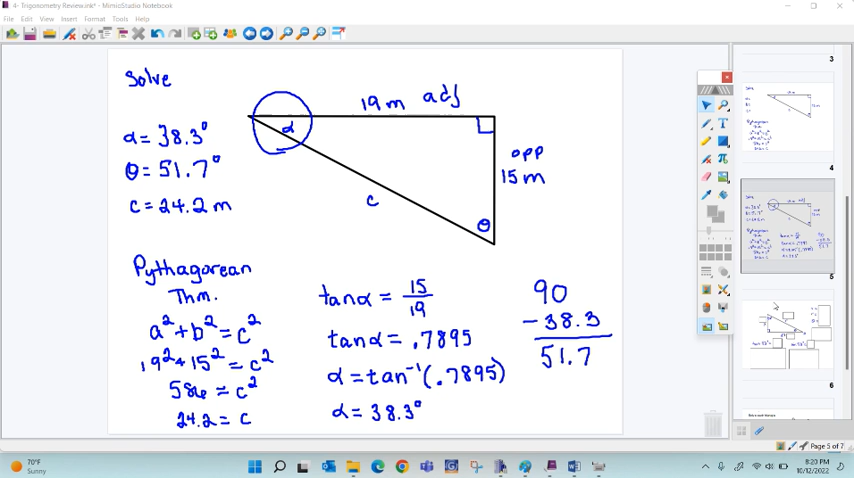 4- Trigonometry Review.ink* - MimioStudio Notebook
File Edit View Insert Format Tools Help
Solve
19 m adj
α
α = 38.3°
θ = 51.7°
c = 24.2 m
opp
15 m
c
θ
Pythagorean
Thm.
a² + b² = c²
19² + 15² = c²
586 = c²
24.2 = c
tanα = 15/19
tanα = .7895
α = tan⁻¹(.7895)
α = 38.3°
90
- 38.3
51.7
3
4
5
6
Page 5 of 7
70°F
Sunny
8:20 PM
10/12/2022